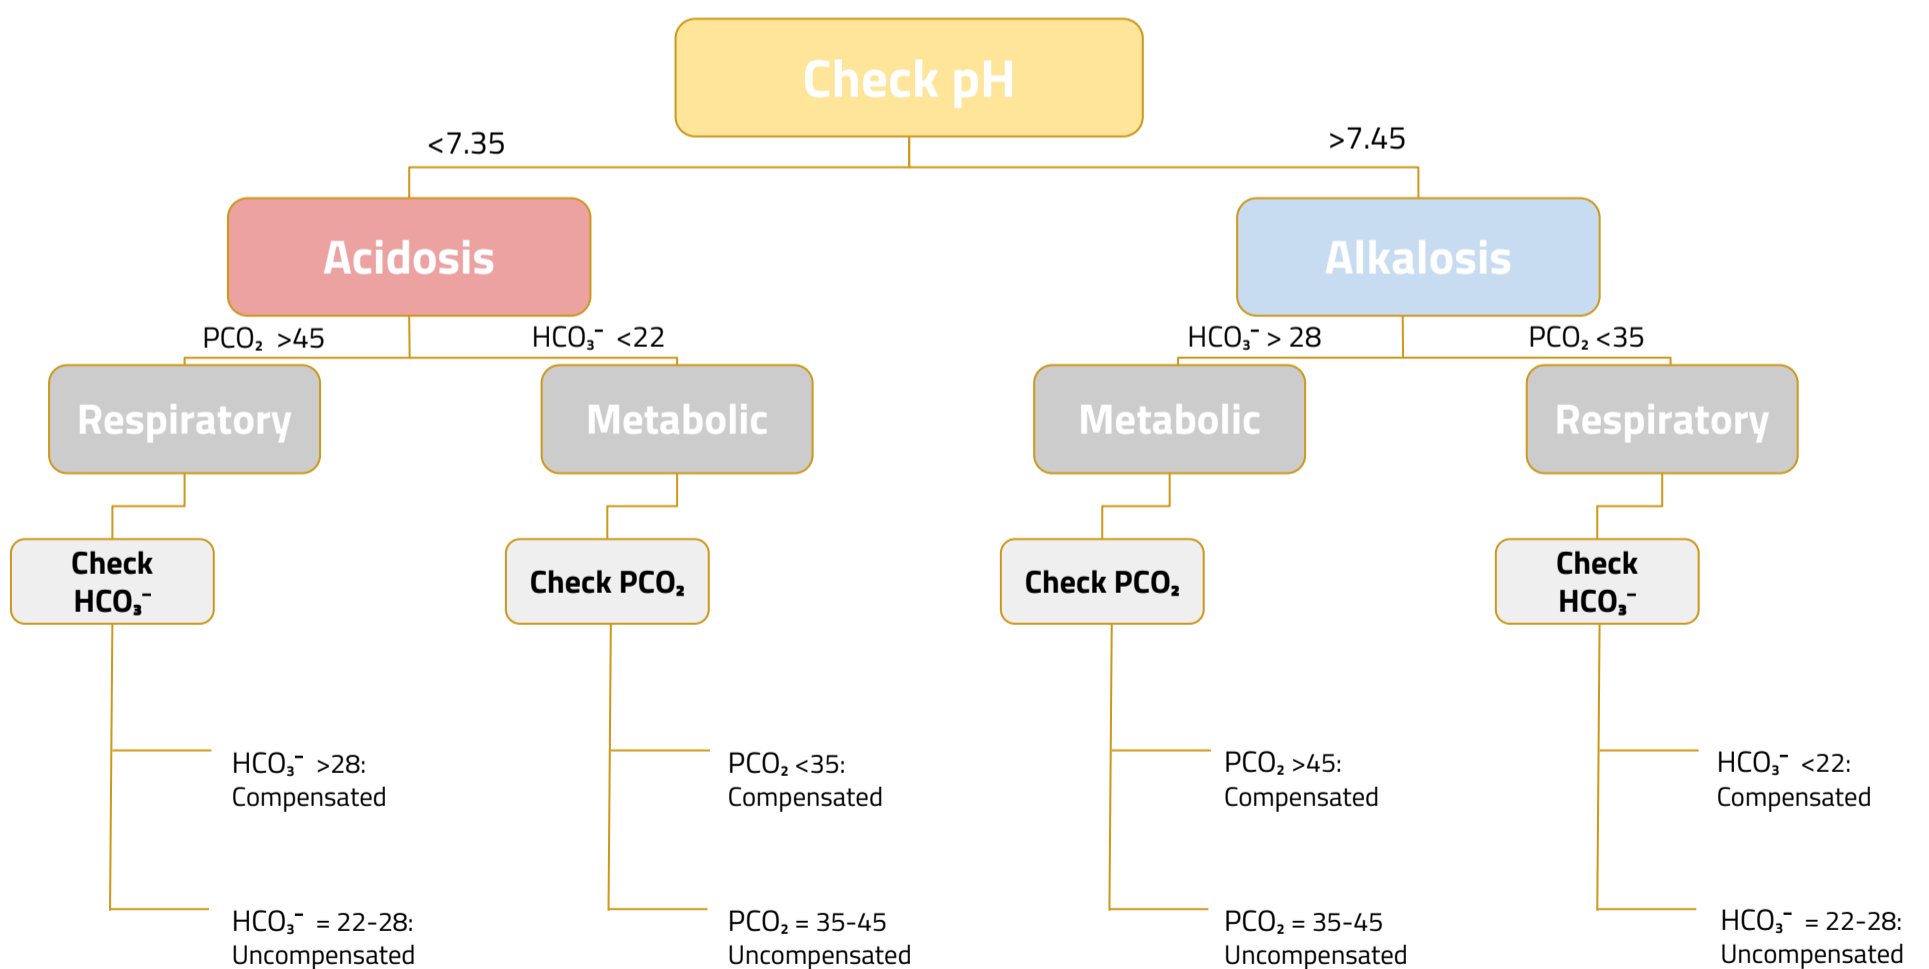 Check pH
<7.35
>7.45
Acidosis
Alkalosis
PCO₂ >45
HCO₃⁻ <22
HCO₃⁻ > 28
PCO₂ <35
Respiratory
Metabolic
Metabolic
Respiratory
Check
HCO₃⁻
Check PCO₂
Check PCO₂
Check
HCO₃⁻
HCO₃⁻ >28:
Compensated
PCO₂ <35:
Compensated
PCO₂ >45:
Compensated
HCO₃⁻ <22:
Compensated
HCO₃⁻ = 22-28:
Uncompensated
PCO₂ = 35-45
Uncompensated
PCO₂ = 35-45
Uncompensated
HCO₃⁻ = 22-28:
Uncompensated